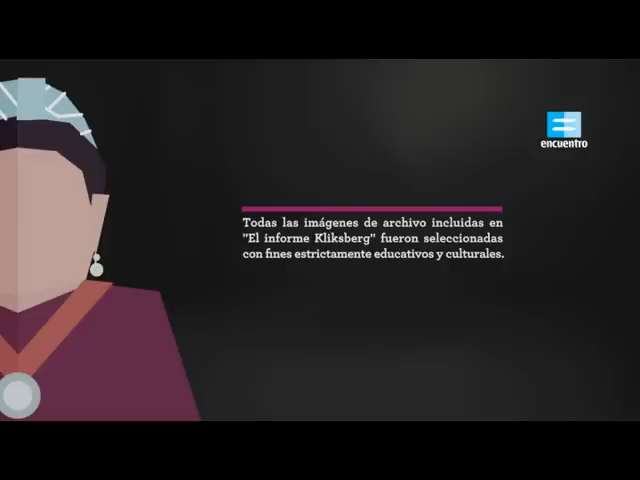 encuentro
Todas las imágenes de archivo incluidas en
"El informe Kliksberg" fueron seleccionadas
con fines estrictamente educativos y culturales.